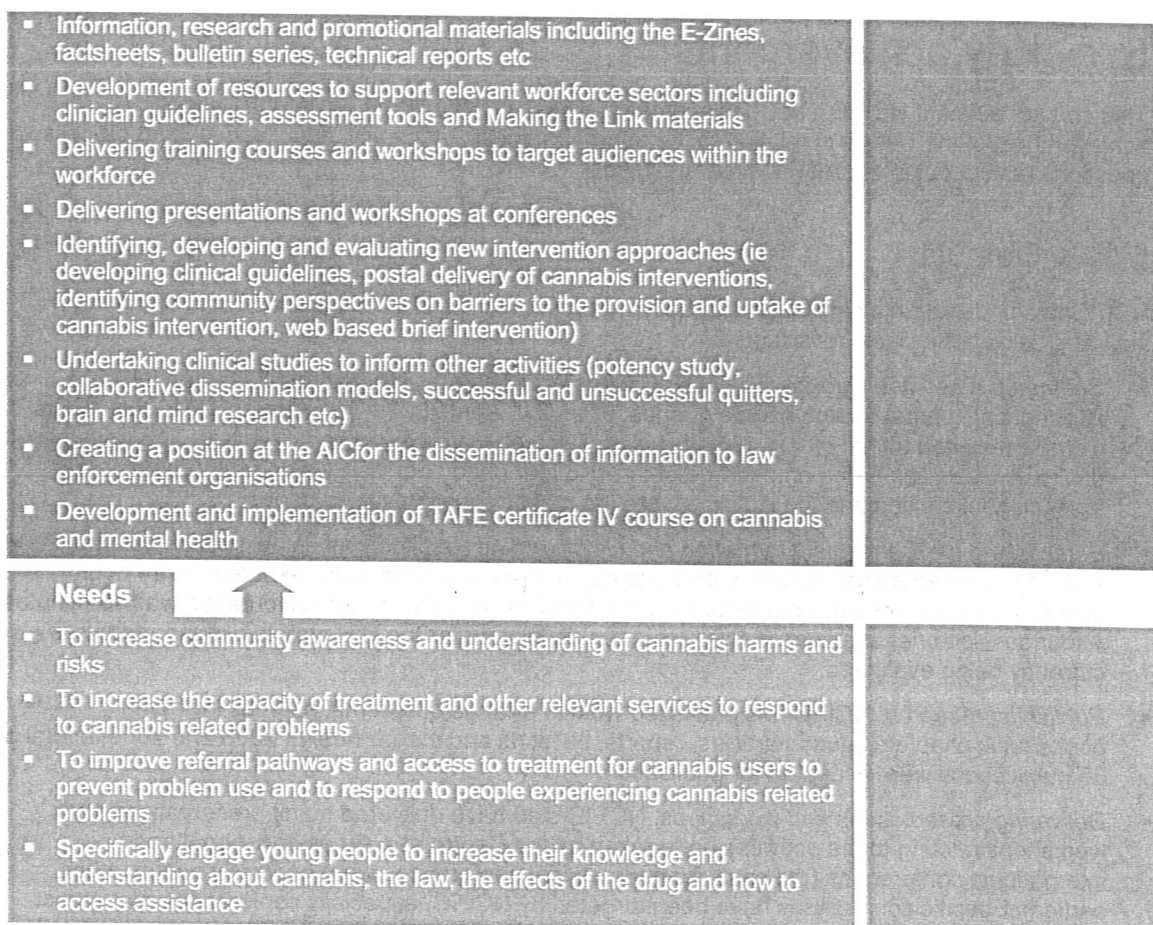 ▪ Information, research and promotional materials including the E-Zines,
factsheets, bulletin series, technical reports etc
▪ Development of resources to support relevant workforce sectors including
clinician guidelines, assessment tools and Making the Link materials
▪ Delivering training courses and workshops to target audiences within the
workforce
▪ Delivering presentations and workshops at conferences
▪ Identifying, developing and evaluating new intervention approaches (ie
developing clinical guidelines, postal delivery of cannabis interventions,
identifying community perspectives on barriers to the provision and uptake of
cannabis intervention, web based brief intervention)
▪ Undertaking clinical studies to inform other activities (potency study,
collaborative dissemination models, successful and unsuccessful quitters,
brain and mind research etc)
▪ Creating a position at the AICfor the dissemination of information to law
enforcement organisations
▪ Development and implementation of TAFE certificate IV course on cannabis
and mental health
Needs
▪ To increase community awareness and understanding of cannabis harms and
risks
▪ To increase the capacity of treatment and other relevant services to respond
to cannabis related problems
▪ To improve referral pathways and access to treatment for cannabis users to
prevent problem use and to respond to people experiencing cannabis related
problems
▪ Specifically engage young people to increase their knowledge and
understanding about cannabis, the law, the effects of the drug and how to
access assistance